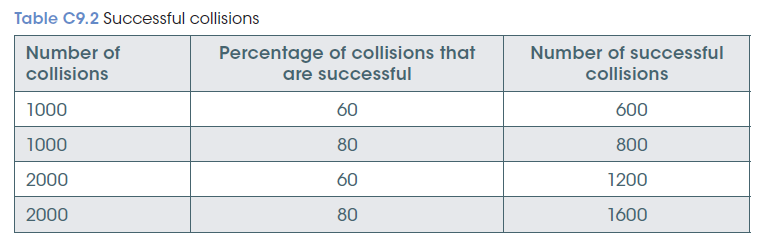 Table C9.2 Successful collisions
Number of collisions Percentage of collisions that are successful Number of successful collisions
1000 60 600
1000 80 800
2000 60 1200
2000 80 1600